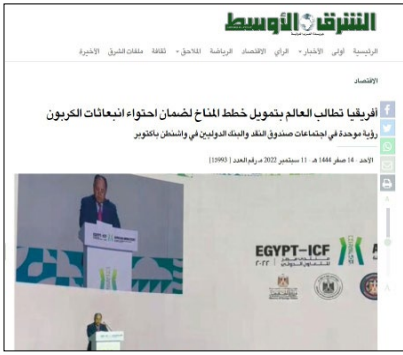 الشرق الأوسط
الرئيسية أولى الأخبار الرأي الاقتصاد الرياضة الملاحق ثقافة ملفات الشرق الأخيرة
الاقتصاد
أفريقيا تطالب العالم بتمويل خطط المناخ لضمان احتواء انبعاثات الكربون
رؤية موحدة في اجتماعات صندوق النقد والبنك الدوليين في واشنطن بأكتوبر
الأحد - 14 صفر 1444 هـ - 11 سبتمبر 2022 مـ رقم العدد [15993]
EGYPT-ICF